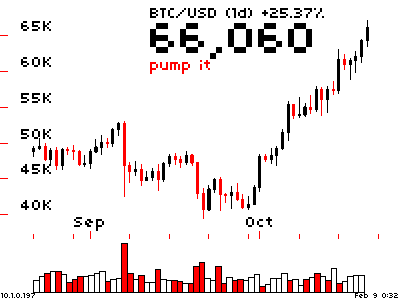 BTC/USD (1d) +25.37%
66,060
pump it
65K
60K
55K
50K
45K
40K
Sep Oct
10.1.0.197 Feb 9 0:32